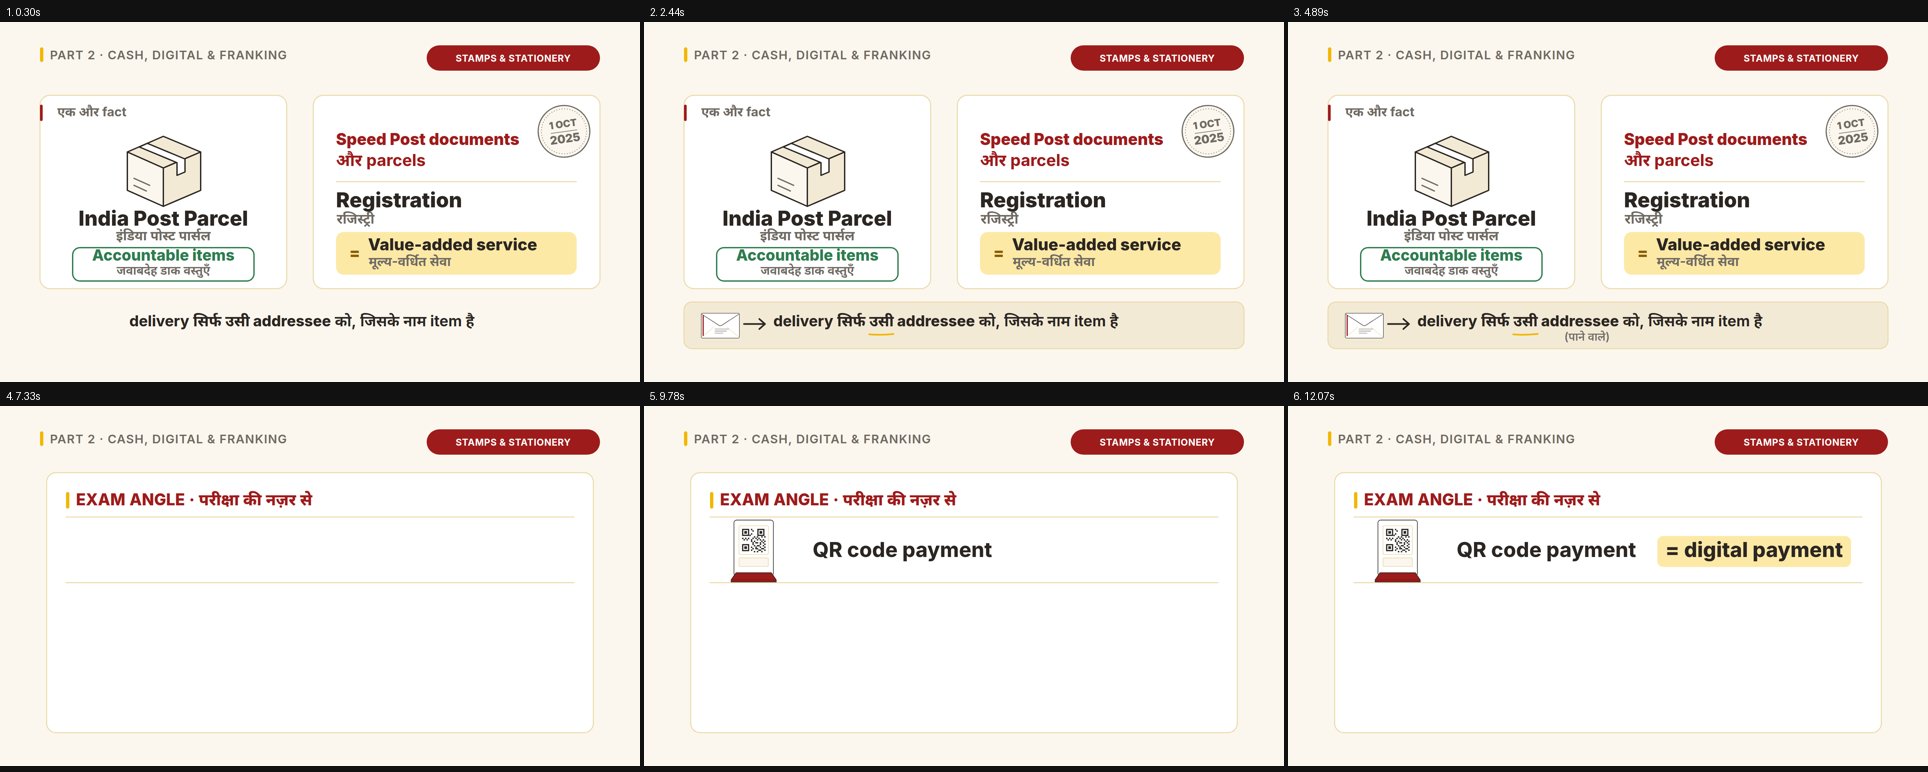 1. 0.30s
PART 2 · CASH, DIGITAL & FRANKING
STAMPS & STATIONERY
एक और fact
India Post Parcel
इंडिया पोस्ट पार्सल
Accountable items
जवाबदेह डाक वस्तुएँ
1 OCT
2025
Speed Post documents
और parcels
Registration
रजिस्ट्री
= Value-added service
मूल्य-वर्धित सेवा
delivery सिर्फ उसी addressee को, जिसके नाम item है
2. 2.44s
PART 2 · CASH, DIGITAL & FRANKING
STAMPS & STATIONERY
एक और fact
India Post Parcel
इंडिया पोस्ट पार्सल
Accountable items
जवाबदेह डाक वस्तुएँ
1 OCT
2025
Speed Post documents
और parcels
Registration
रजिस्ट्री
= Value-added service
मूल्य-वर्धित सेवा
delivery सिर्फ उसी addressee को, जिसके नाम item है
3. 4.89s
PART 2 · CASH, DIGITAL & FRANKING
STAMPS & STATIONERY
एक और fact
India Post Parcel
इंडिया पोस्ट पार्सल
Accountable items
जवाबदेह डाक वस्तुएँ
1 OCT
2025
Speed Post documents
और parcels
Registration
रजिस्ट्री
= Value-added service
मूल्य-वर्धित सेवा
delivery सिर्फ उसी addressee को, जिसके नाम item है
(पाने वाले)
4. 7.33s
PART 2 · CASH, DIGITAL & FRANKING
STAMPS & STATIONERY
EXAM ANGLE · परीक्षा की नज़र से
5. 9.78s
PART 2 · CASH, DIGITAL & FRANKING
STAMPS & STATIONERY
EXAM ANGLE · परीक्षा की नज़र से
QR code payment
6. 12.07s
PART 2 · CASH, DIGITAL & FRANKING
STAMPS & STATIONERY
EXAM ANGLE · परीक्षा की नज़र से
QR code payment = digital payment